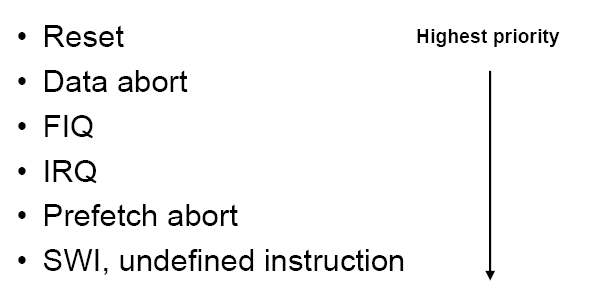 • Reset
Highest priority
• Data abort
• FIQ
• IRQ
• Prefetch abort
• SWI, undefined instruction